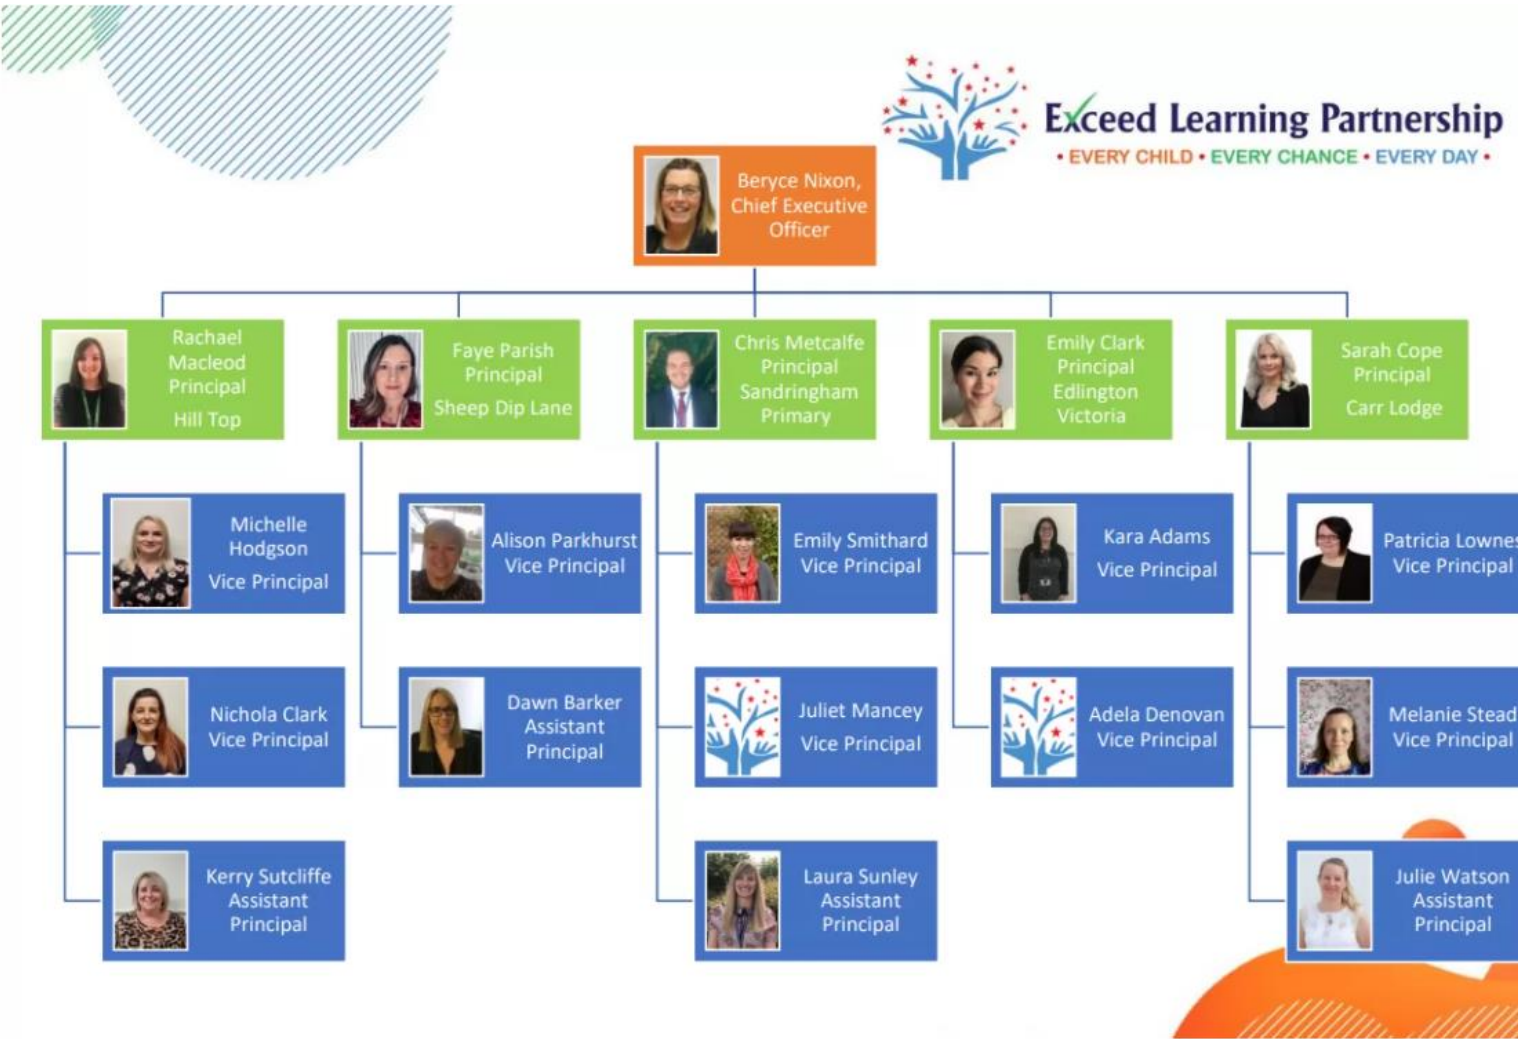 Exceed Learning Partnership
• EVERY CHILD • EVERY CHANCE • EVERY DAY •
Beryce Nixon,
Chief Executive
Officer
Rachael
Macleod
Principal
Hill Top
Faye Parish
Principal
Sheep Dip Lane
Chris Metcalfe
Principal
Sandringham
Primary
Emily Clark
Principal
Edlington
Victoria
Sarah Cope
Principal
Carr Lodge
Michelle
Hodgson
Vice Principal
Alison Parkhurst
Vice Principal
Emily Smithard
Vice Principal
Kara Adams
Vice Principal
Patricia Lownes
Vice Principal
Nichola Clark
Vice Principal
Dawn Barker
Assistant
Principal
Juliet Mancey
Vice Principal
Adela Denovan
Vice Principal
Melanie Stead
Vice Principal
Kerry Sutcliffe
Assistant
Principal
Laura Sunley
Assistant
Principal
Julie Watson
Assistant
Principal